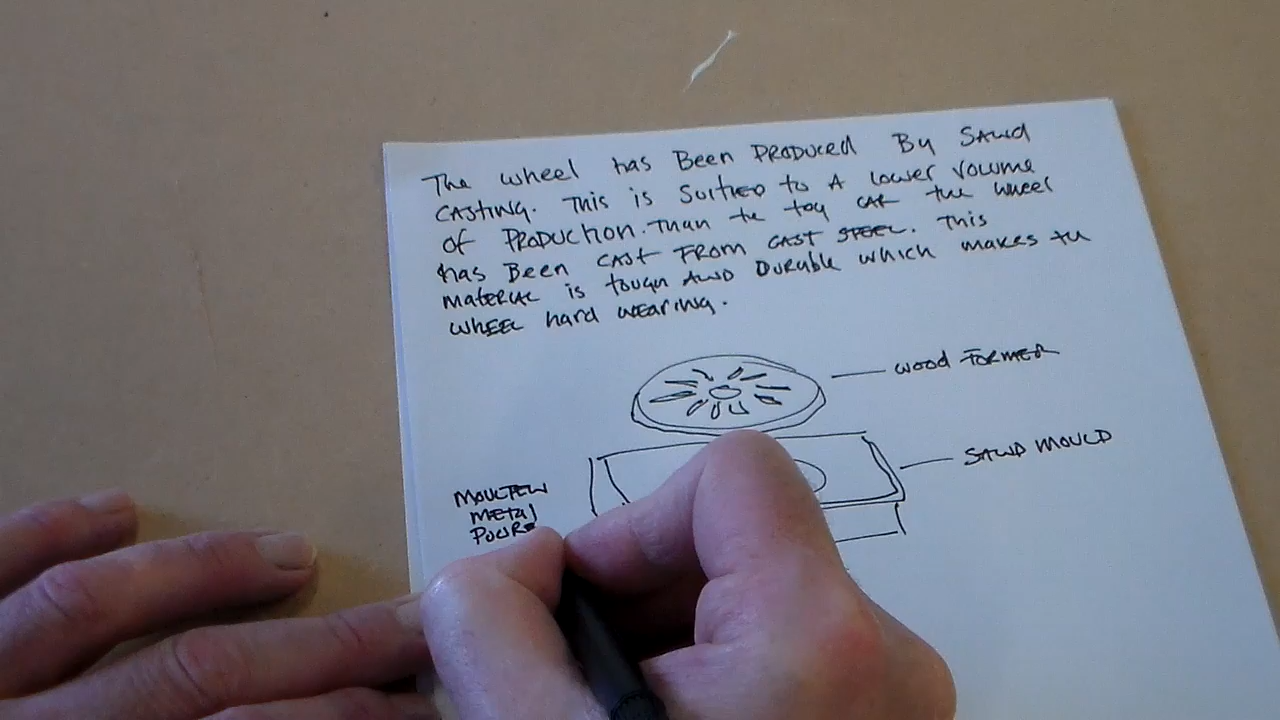 The wheel has Been PRODUCED By SAND
CASTING. This is Suitied to A lower volume
of PRODUCTION. Than te toy car the wheel
has Been CAST FROM CAST STEEL. This
MATERIAL is tough AND DURABLE which makes the
WHEEL hard wearing.
wood FORMER
SAND MOULD
MOULTEN
METAL
POURE